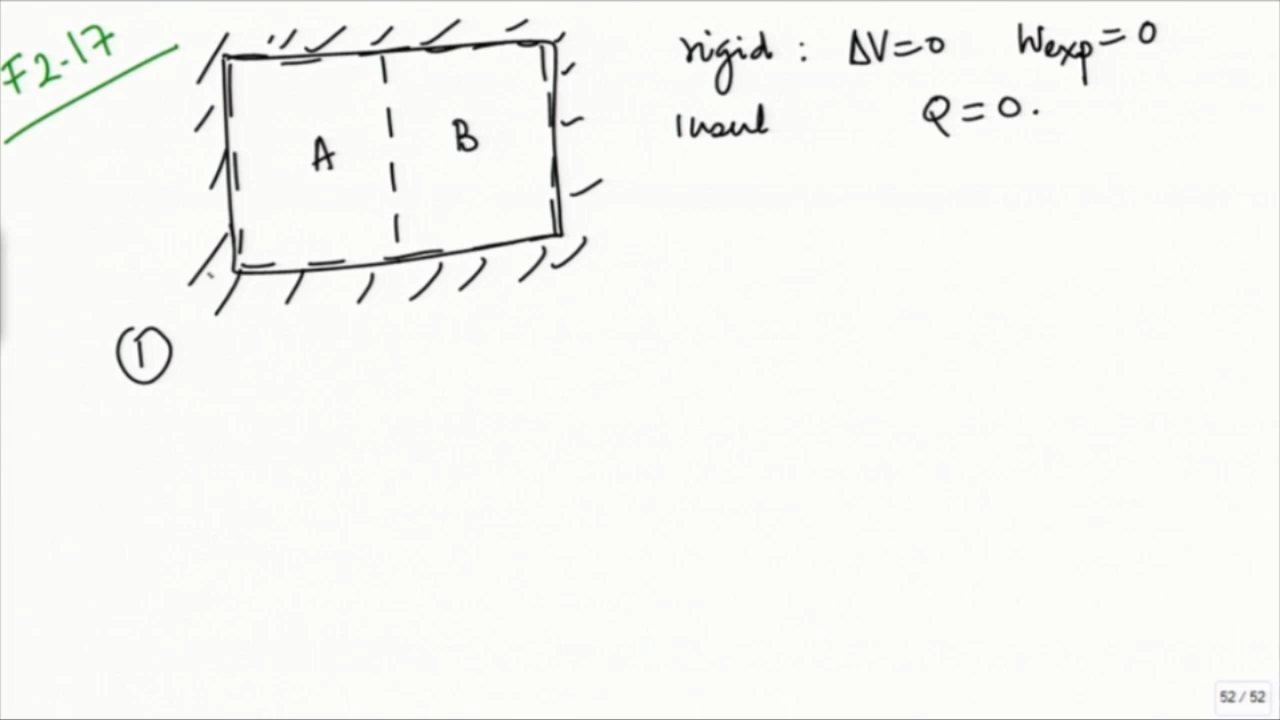 F2-17
A
B
rigid : ΔV=0 Wexp=0
Insul Q=0.
1
52 / 52